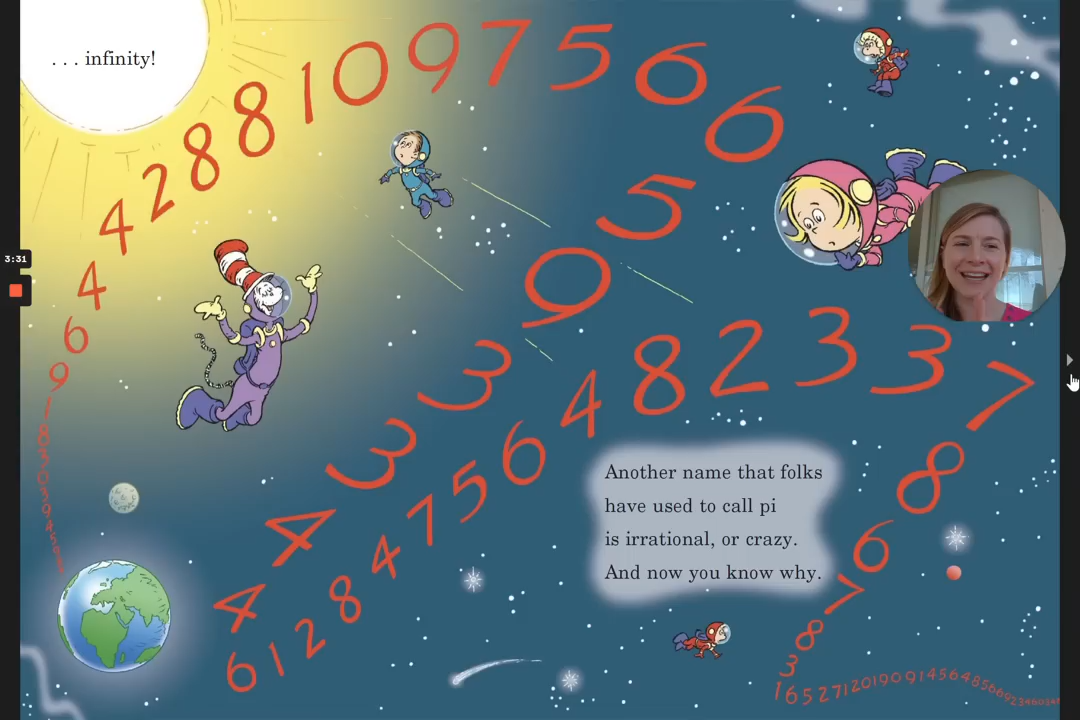 . . . infinity!
954930381964428810975665933446128475648233786783165271201909145648566923460348
Another name that folks
have used to call pi
is irrational, or crazy.
And now you know why.
3:31